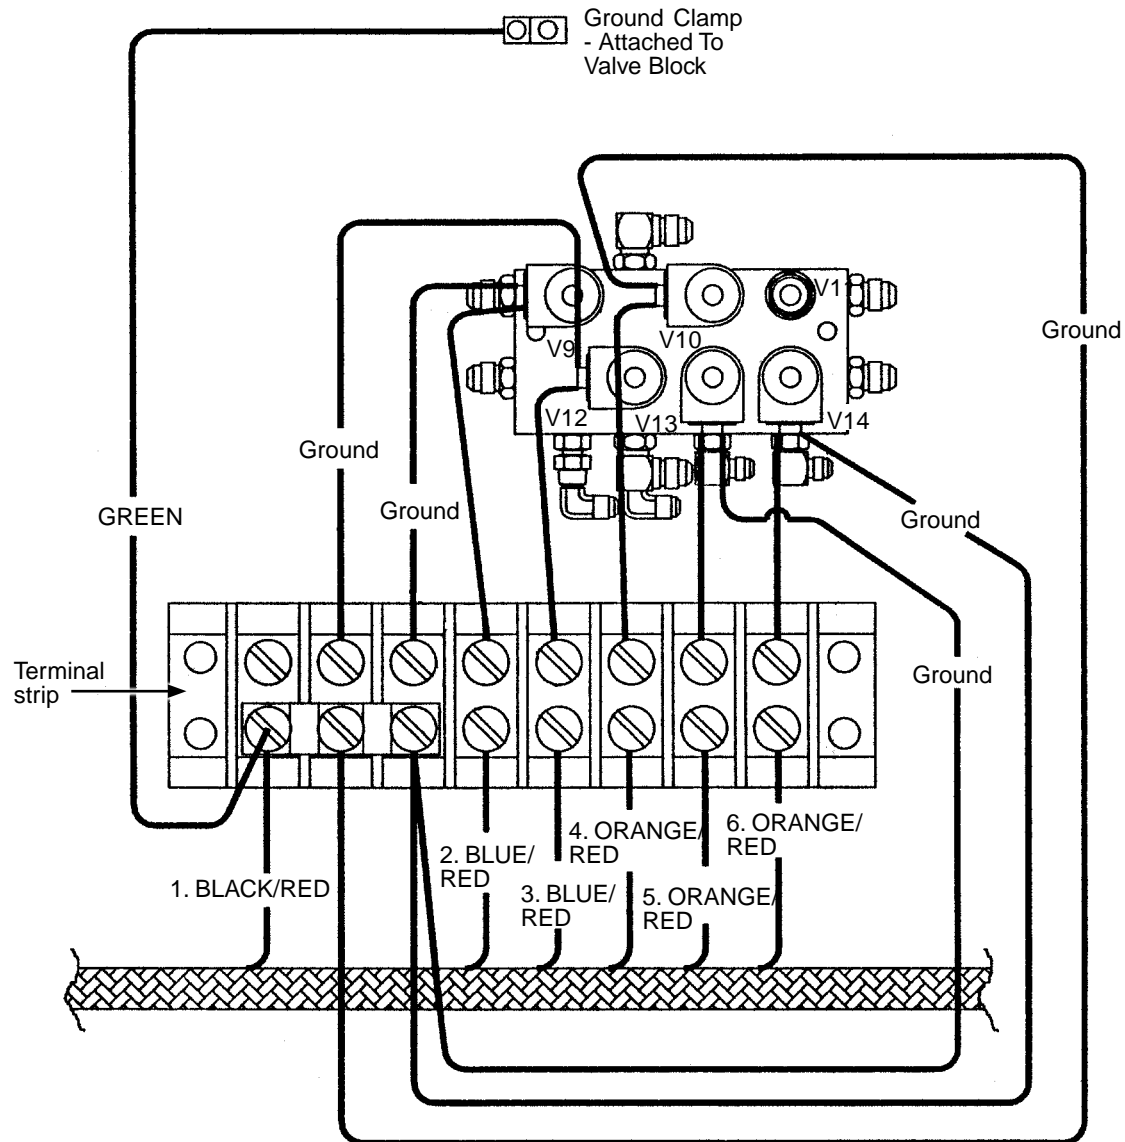 Ground Clamp
- Attached To
Valve Block
V1
Ground
V9
V10
V12
V13
V14
Ground
Ground
GREEN
Ground
Terminal
strip
Ground
1. BLACK/RED
2. BLUE/
RED
3. BLUE/
RED
4. ORANGE/
RED
5. ORANGE/
RED
6. ORANGE/
RED